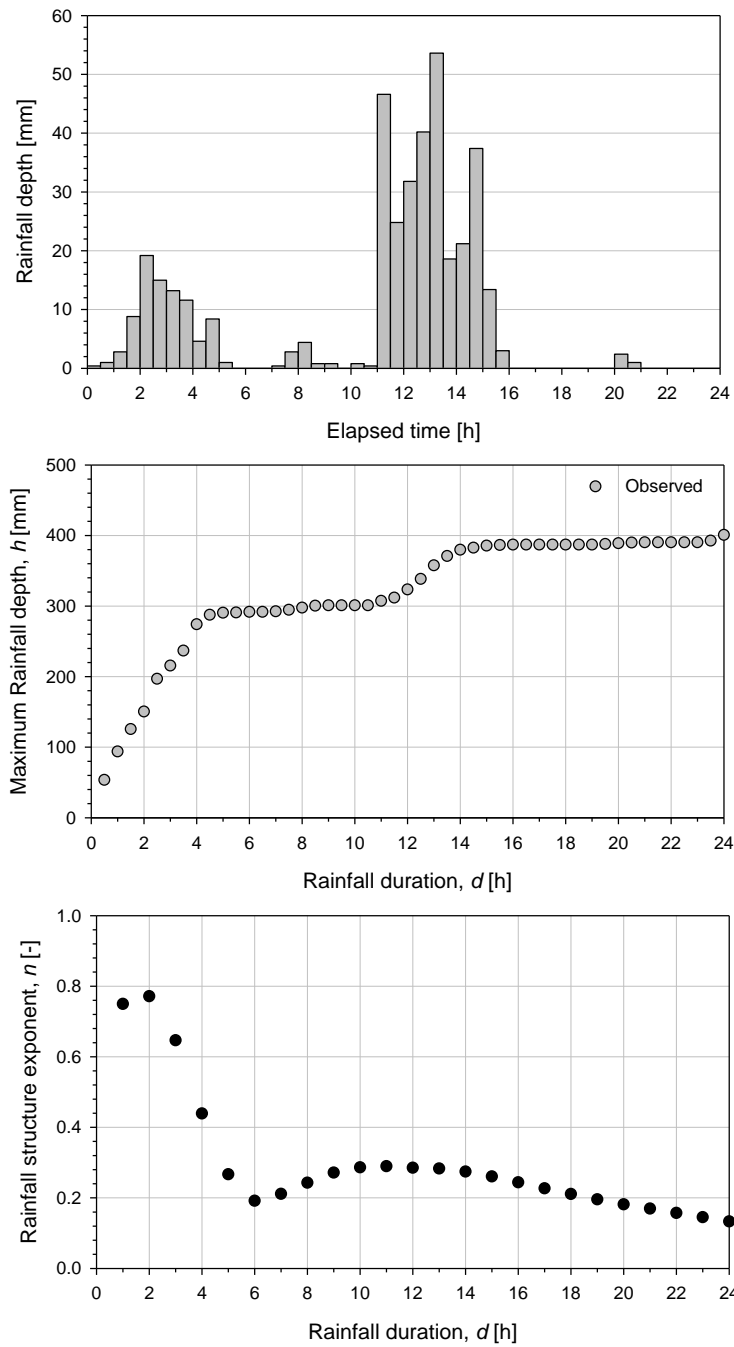 Rainfall depth [mm]
60
50
40
30
20
10
0
0 2 4 6 8 10 12 14 16 18 20 22 24
Elapsed time [h]
Maximum Rainfall depth, h [mm]
500
400
300
200
100
0
Observed
0 2 4 6 8 10 12 14 16 18 20 22 24
Rainfall duration, d [h]
Rainfall structure exponent, n [-]
1.0
0.8
0.6
0.4
0.2
0.0
0 2 4 6 8 10 12 14 16 18 20 22 24
Rainfall duration, d [h]